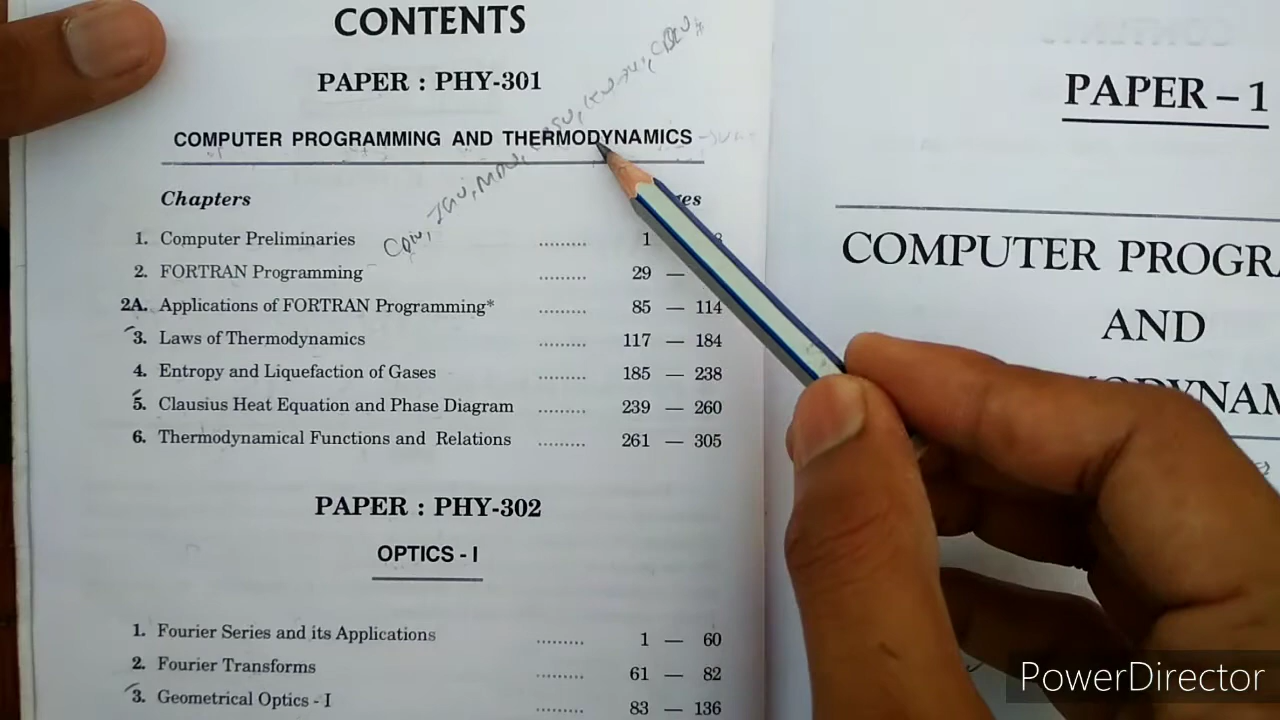 CONTENTS
PAPER : PHY-301
COMPUTER PROGRAMMING AND THERMODYNAMICS
Chapters
1. Computer Preliminaries ......... 1
2. FORTRAN Programming ......... 29 —
2A. Applications of FORTRAN Programming* ......... 85 — 114
3. Laws of Thermodynamics ......... 117 — 184
4. Entropy and Liquefaction of Gases ......... 185 — 238
5. Clausius Heat Equation and Phase Diagram ......... 239 — 260
6. Thermodynamical Functions and Relations ......... 261 — 305
PAPER : PHY-302
OPTICS - I
1. Fourier Series and its Applications ......... 1 — 60
2. Fourier Transforms ......... 61 — 82
3. Geometrical Optics - I ......... 83 — 136
PAPER – 1
COMPUTER PROGRA
AND
PowerDirector